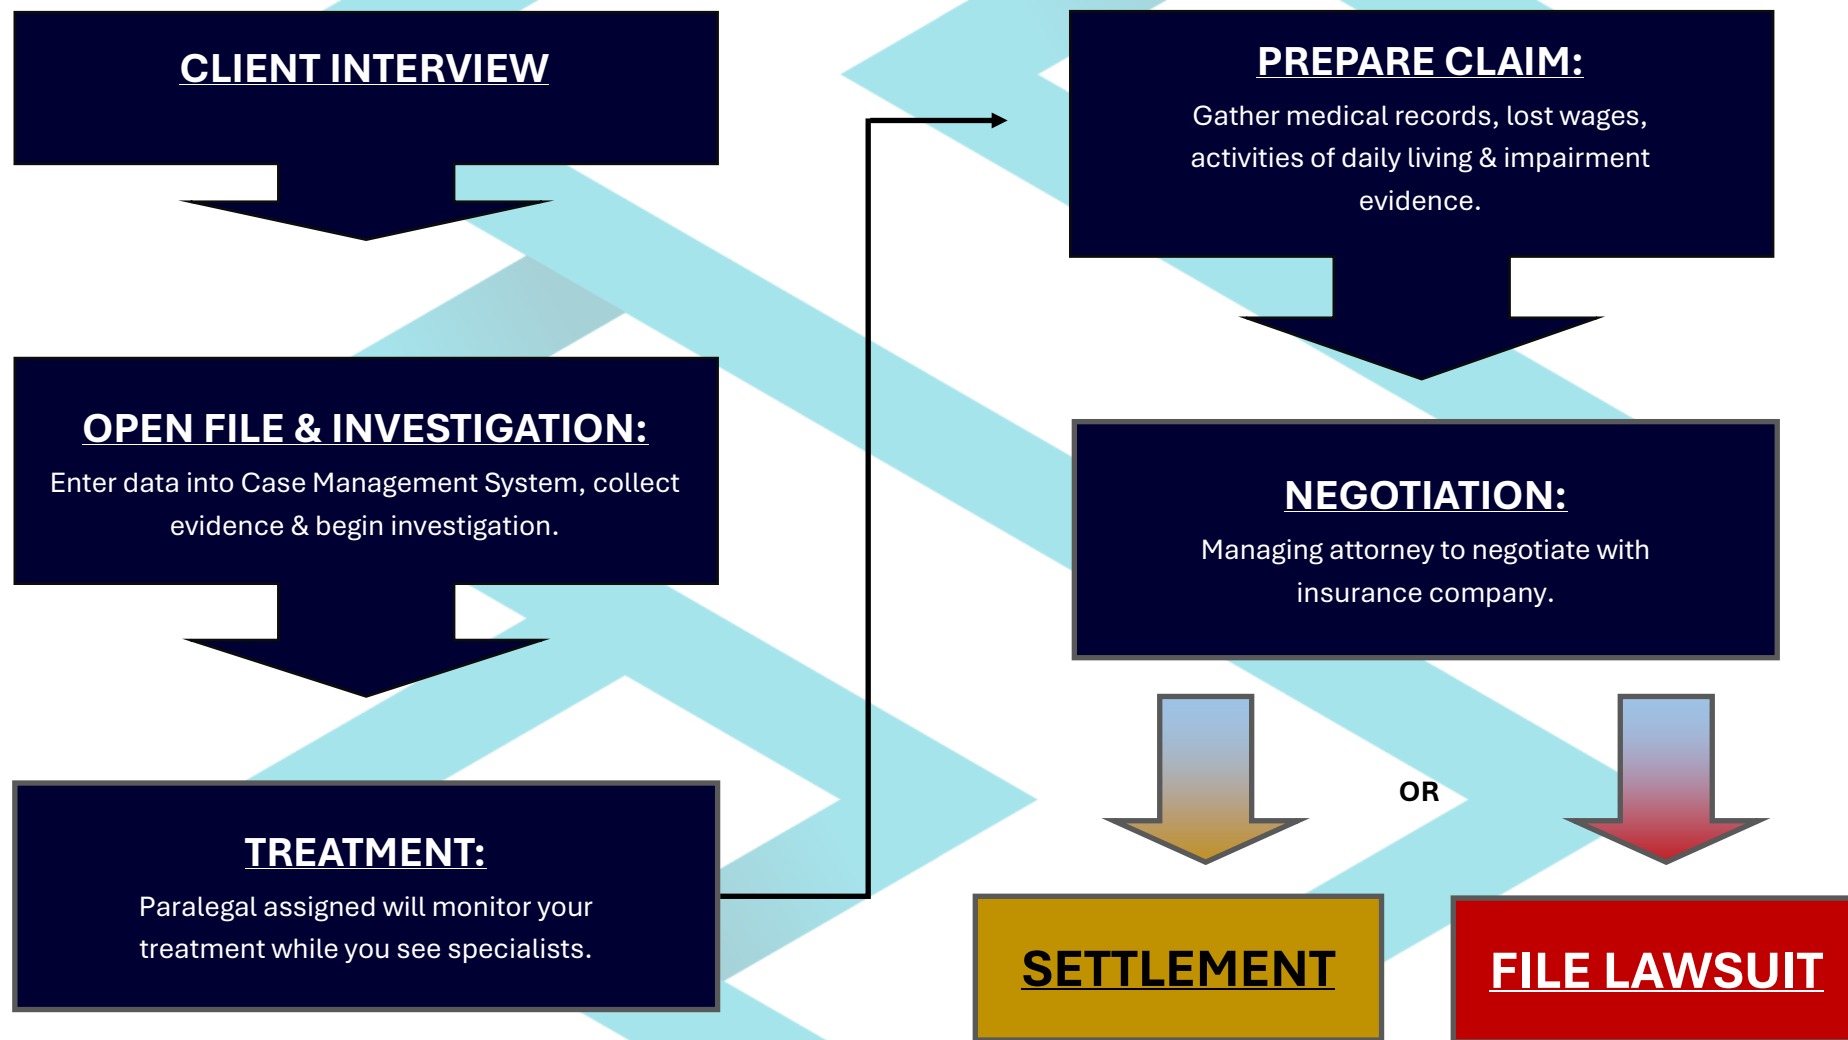 CLIENT INTERVIEW
OPEN FILE & INVESTIGATION:
Enter data into Case Management System, collect
evidence & begin investigation.
TREATMENT:
Paralegal assigned will monitor your
treatment while you see specialists.
PREPARE CLAIM:
Gather medical records, lost wages,
activities of daily living & impairment
evidence.
NEGOTIATION:
Managing attorney to negotiate with
insurance company.
OR
SETTLEMENT
FILE LAWSUIT